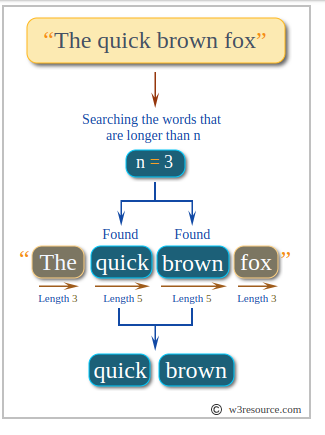 “The quick brown fox”
Searching the words that
are longer than n
n = 3
Found Found
“ The quick brown fox ”
Length 3 Length 5 Length 5 Length 3
quick brown
© w3resource.com